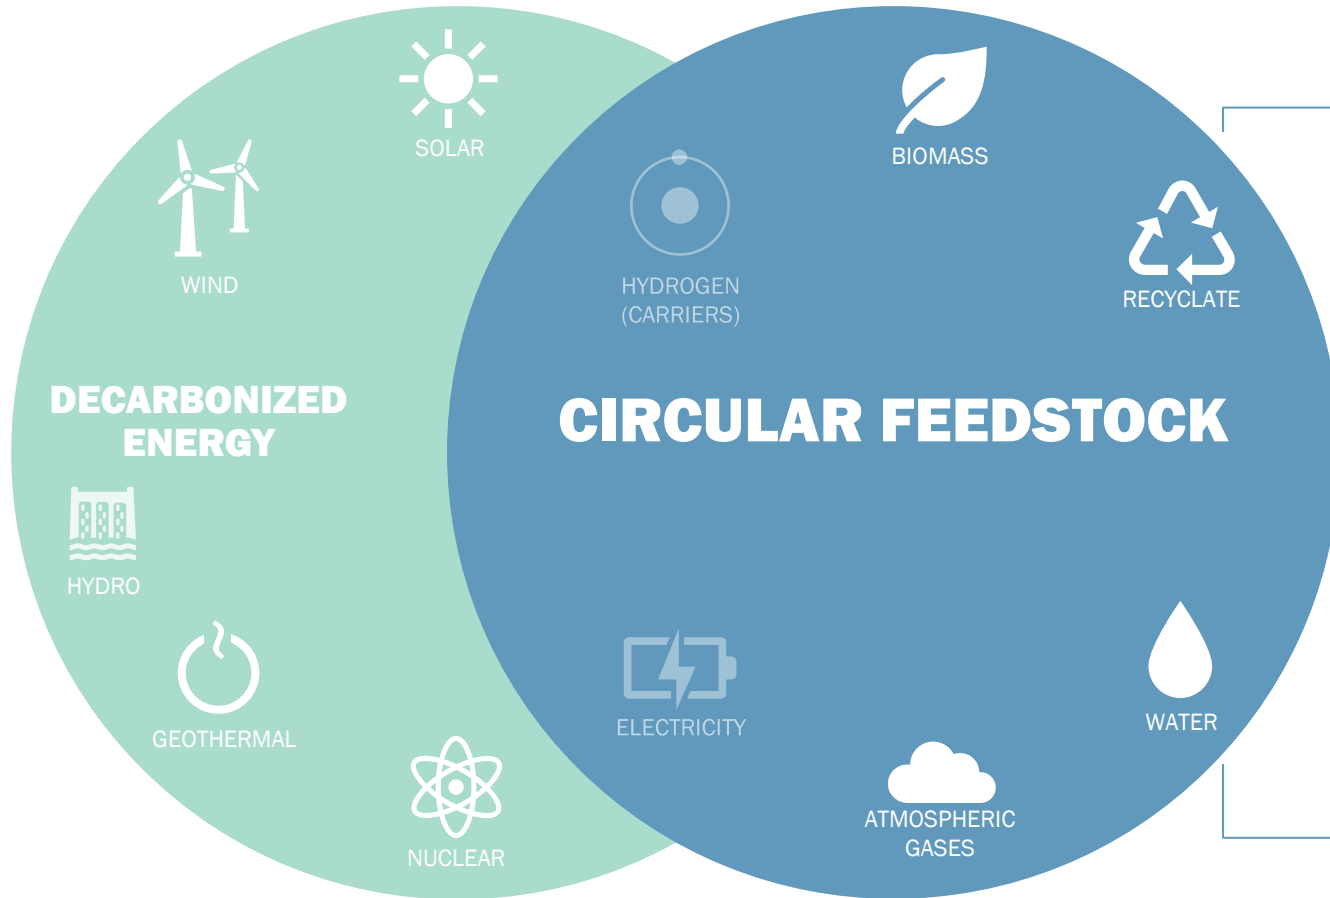 SOLAR
WIND
DECARBONIZED
ENERGY
HYDRO
GEOTHERMAL
NUCLEAR
HYDROGEN
(CARRIERS)
BIOMASS
RECYCLATE
CIRCULAR FEEDSTOCK
ELECTRICITY
WATER
ATMOSPHERIC
GASES